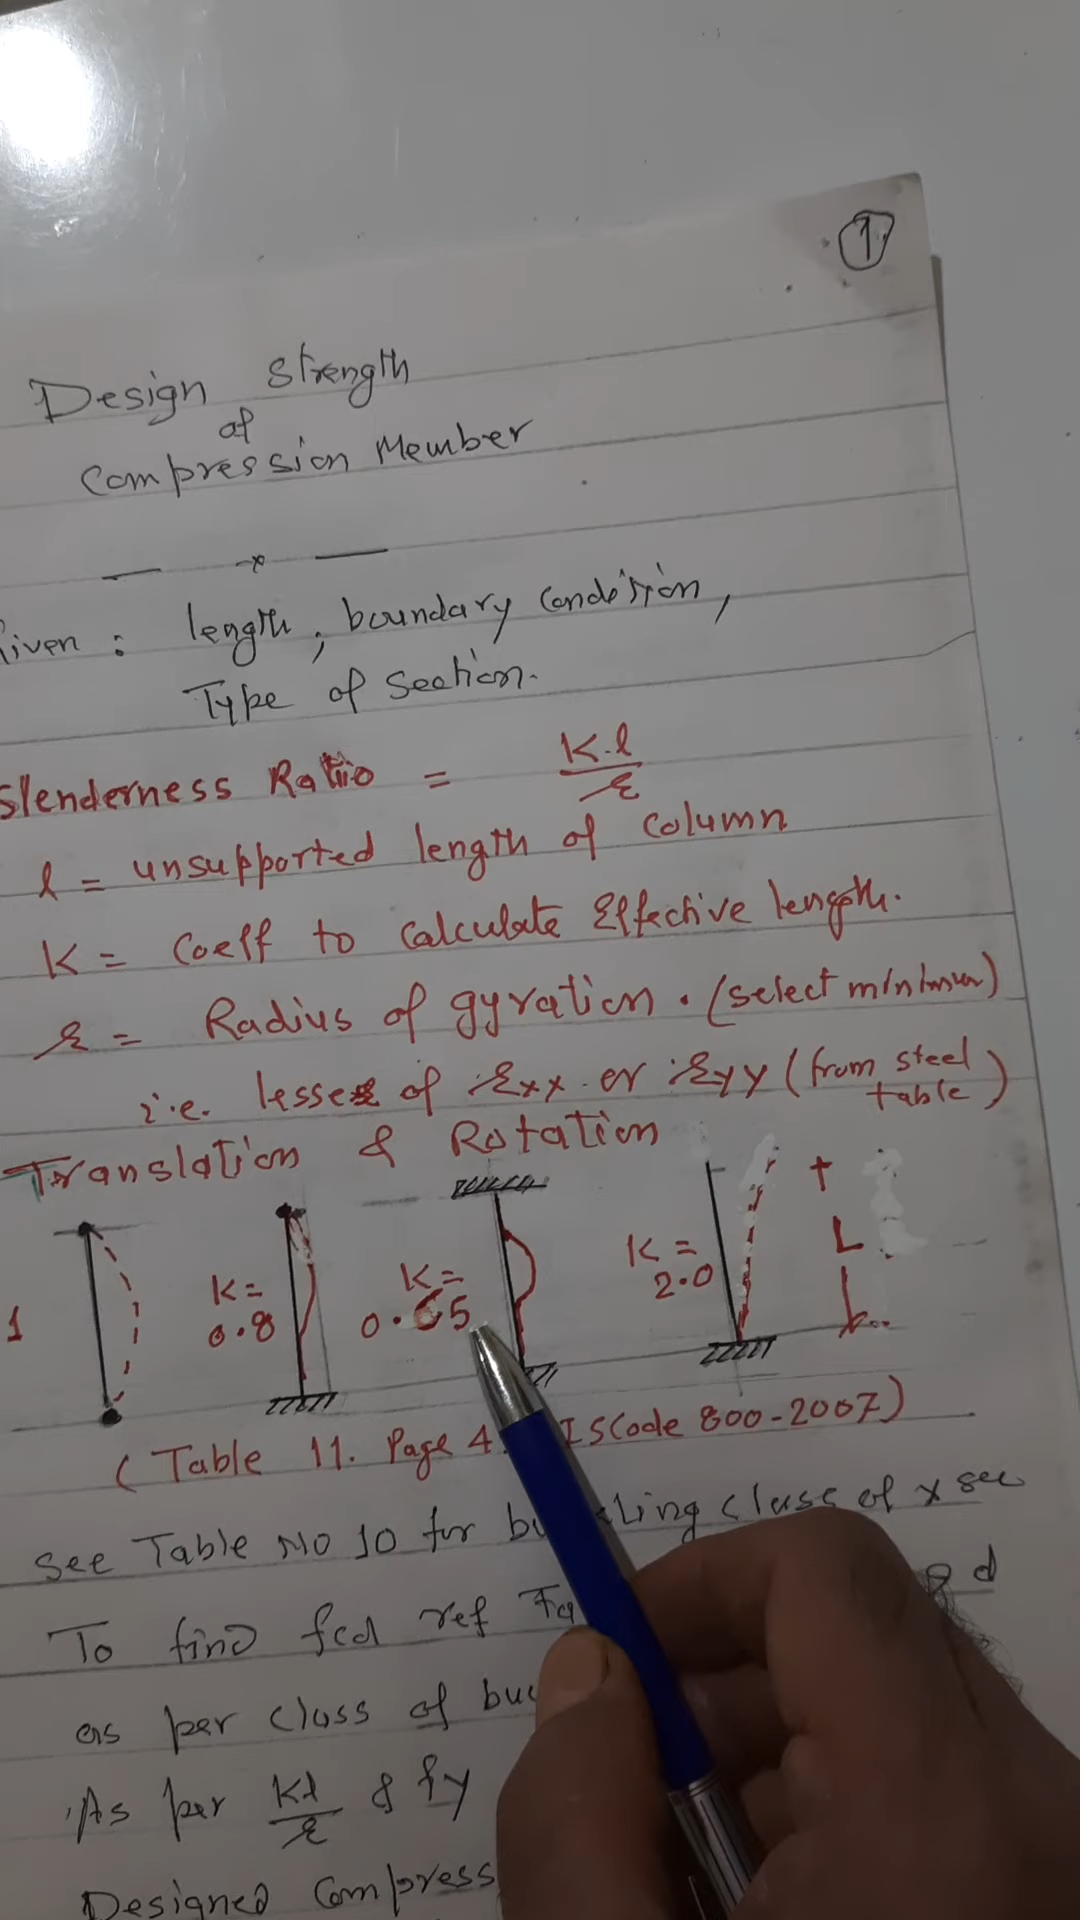 1
Design Strength
of
Compression Member
iven : length, boundary Condition,
Type of Section.
Slenderness Ratio = K.l / r
l = unsupported length of column
K = Coeff to calculate Effective length.
r = Radius of gyration. (select minimum)
i.e. lesser of rxx or ryy (from steel table)
Translation & Rotation
1
K = 0.8
K = 0.65
K = 2.0
L
(Table 11. Page 4 IS Code 800-2007)
See Table No 10 for class of x sec
To find fcd ref d
as per class of
As per Kl / r & fy
Designed Compress